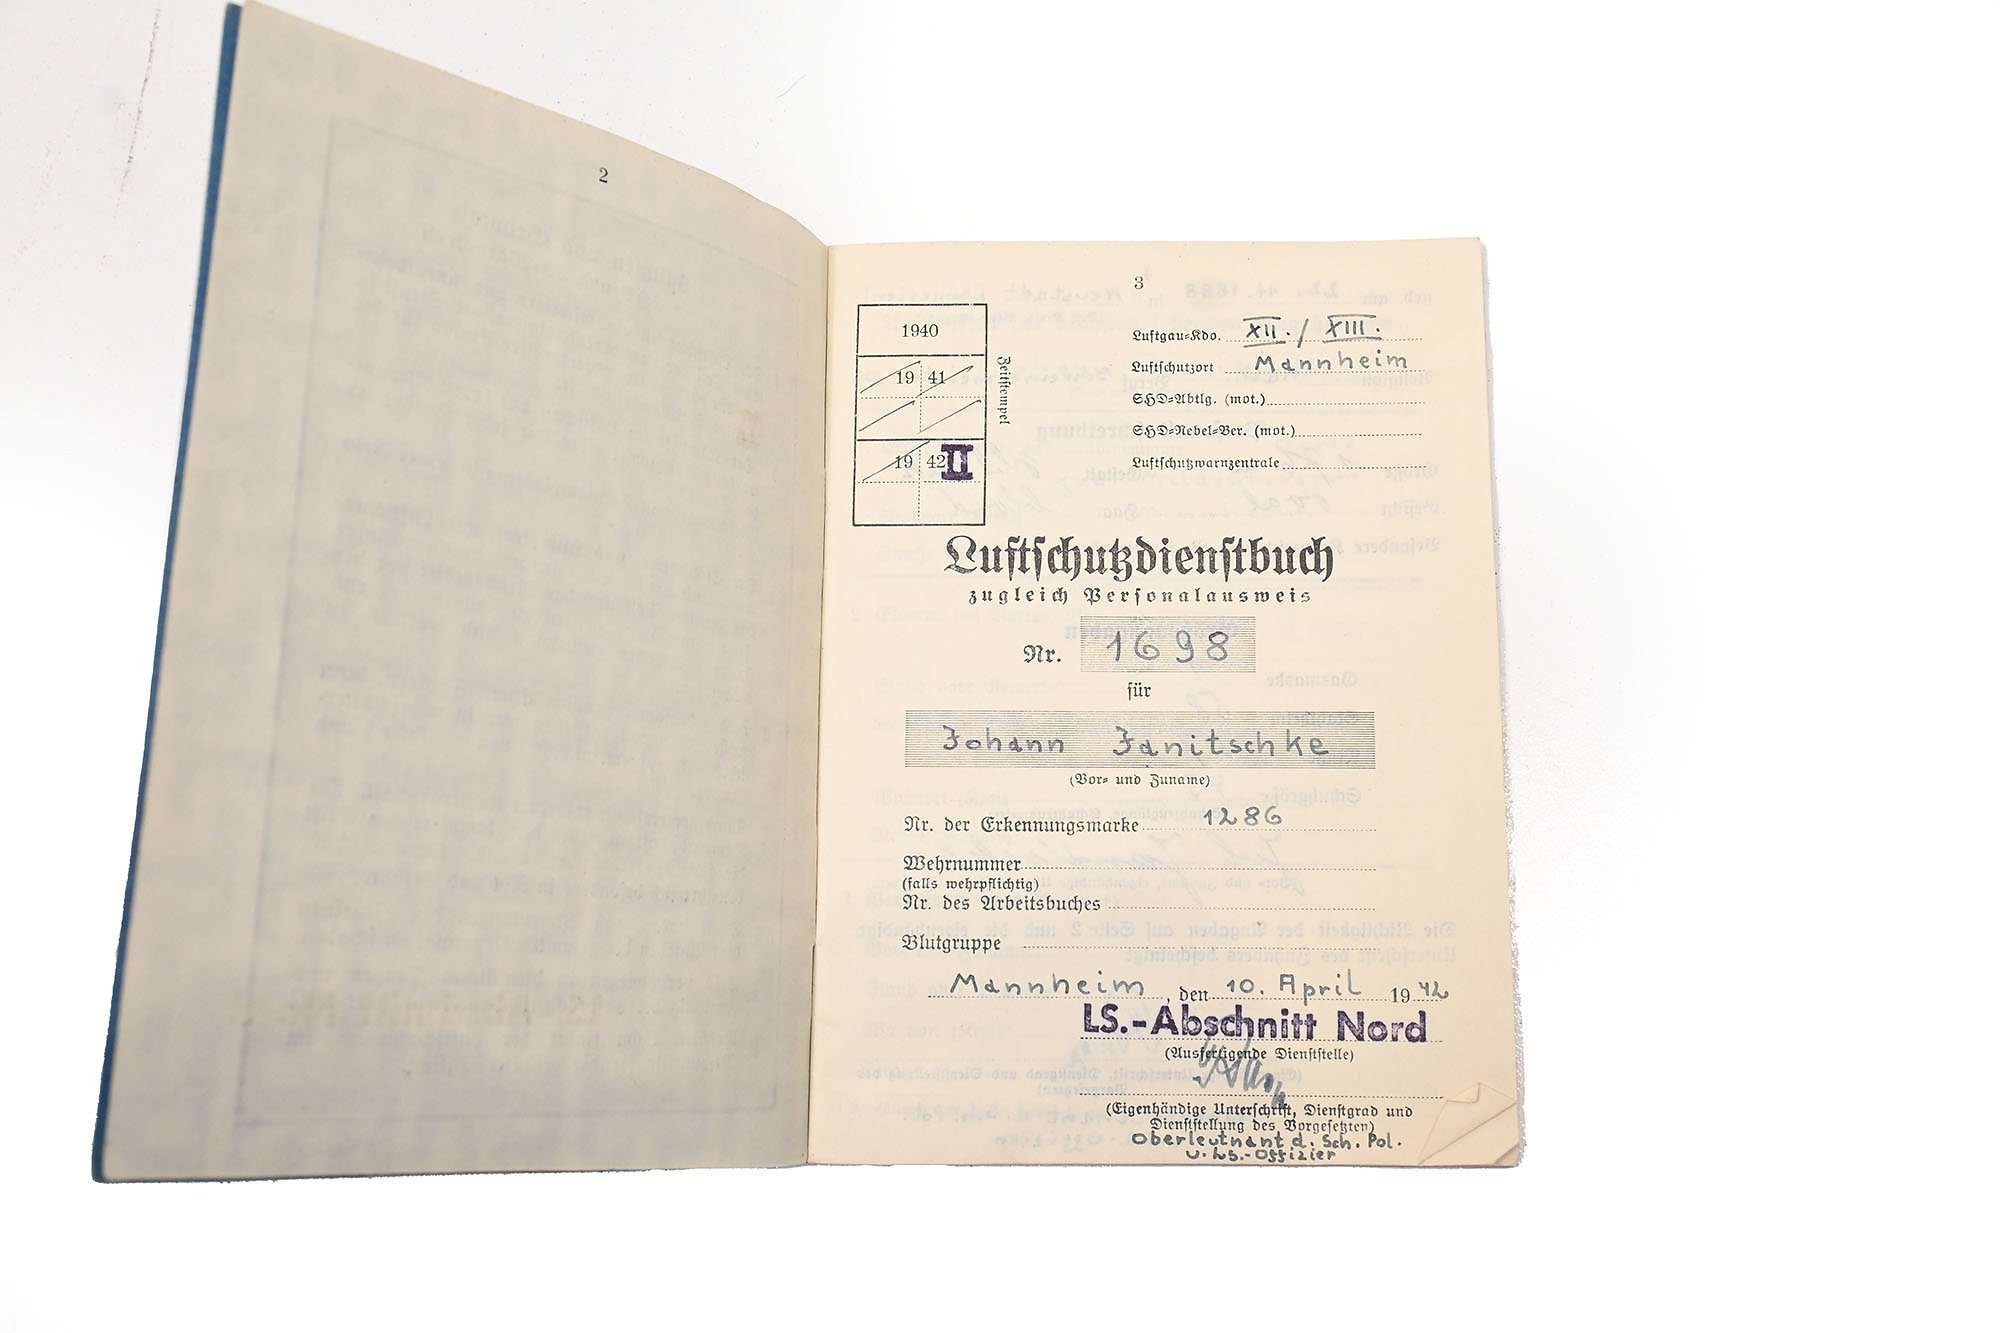 2
3
1940
19 41
19 42 II
Zeitstempel
Luftgau-Kdo. XII. / XIII.
Luftschutzort Mannheim
SHD-Abtlg. (mot.)
SHD-Nebel-Ber. (mot.)
Luftschutzwarnzentrale
Luftschutzdienstbuch
zugleich Personalausweis
Nr. 1698
für
Johann Janitschke
(Vor- und Zuname)
Nr. der Erkennungsmarke 1286
Wehrnummer
(falls wehrpflichtig)
Nr. des Arbeitsbuches
Blutgruppe
Mannheim, den 10. April 1942
LS.-Abschnitt Nord
(Ausfertigende Dienststelle)
(Eigenhändige Unterschrift, Dienstgrad und
Dienststellung des Vorgesetzten)
Oberleutnant d. Sch. Pol.
u. LS.-Offizier